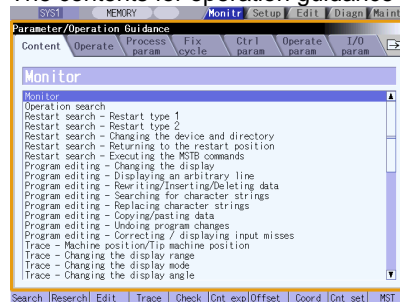 The contents for operation guidance
SYS1 MEMORY Monitr Setup Edit Diagn Maint
Parameter/Operation Guidance
Content Operate Process param Fix cycle Ctrl param Operate param I/O param
Monitor
Monitor
Operation search
Restart search - Restart type 1
Restart search - Restart type 2
Restart search - Changing the device and directory
Restart search - Returning to the restart position
Restart search - Executing the MSTB commands
Program editing - Changing the display
Program editing - Displaying an arbitrary line
Program editing - Rewriting/Inserting/Deleting data
Program editing - Searching for character strings
Program editing - Replacing character strings
Program editing - Copying/pasting data
Program editing - Undoing program changes
Program editing - Correcting / displaying input misses
Trace - Machine position/Tip machine position
Trace - Changing the display range
Trace - Changing the display mode
Trace - Changing the display angle
Search Reserch Edit Trace Check Cnt exp Offset Coord Cnt set MST